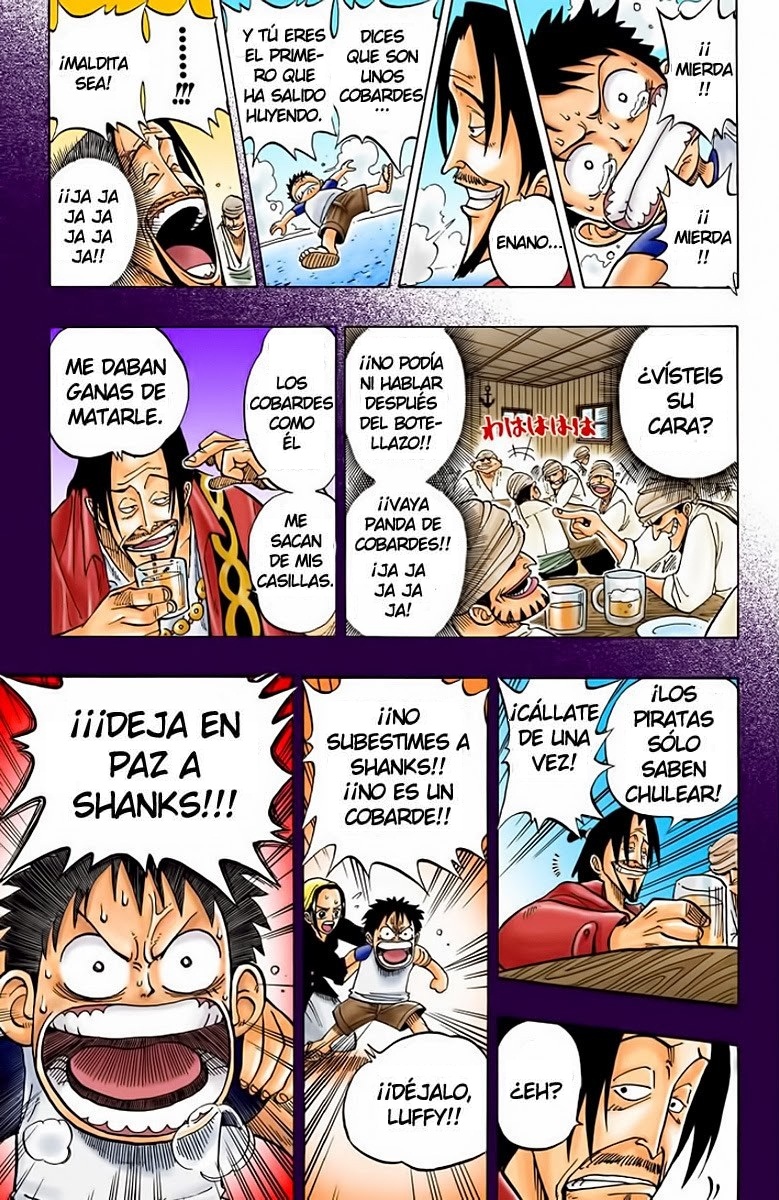 ¡¡
MIERDA
!!
¡¡
MIERDA
!!
ENANO...
DICES
QUE SON
UNOS
COBARDES
...
Y TÚ ERES
EL PRIME-
RO QUE
HA SALIDO
HUYENDO.
......
!!!
¡MALDITA
SEA!
¡¡JA JA
JA JA
JA JA
JA!!
¿VÍSTEIS
SU
CARA?
わはははは
¡¡NO PODÍA
NI HABLAR
DESPUÉS
DEL BOTE-
LLAZO!!
¡¡VAYA
PANDA DE
COBARDES!!
¡JA JA
JA JA
JA!
LOS
COBARDES
COMO
ÉL
ME
SACAN
DE MIS
CASILLAS.
ME DABAN
GANAS DE
MATARLE.
¡LOS
PIRATAS
SÓLO
SABEN
CHULEAR!
¡CÁLLATE
DE UNA
VEZ!
¿EH?
¡¡NO
SUBESTIMES A
SHANKS!!
¡¡NO ES UN
COBARDE!!
¡¡DÉJALO,
LUFFY!!
¡¡¡DEJA EN
PAZ A
SHANKS!!!